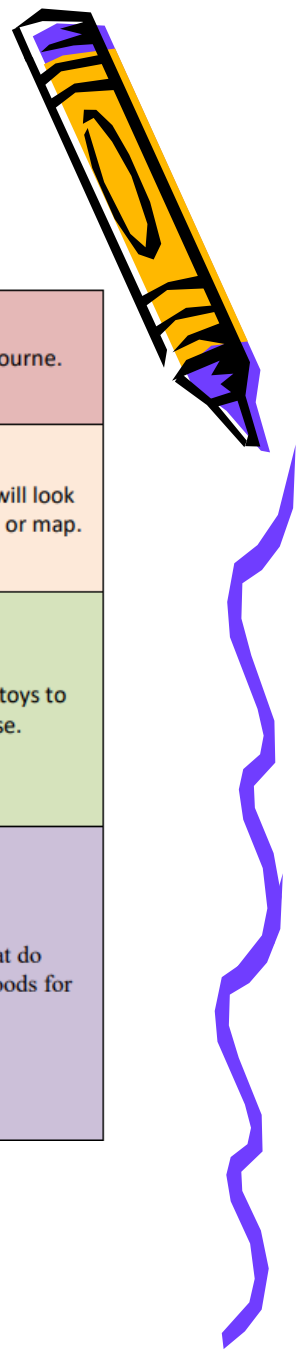 ourne.
will look
or map.
toys to
se.
at do
oods for